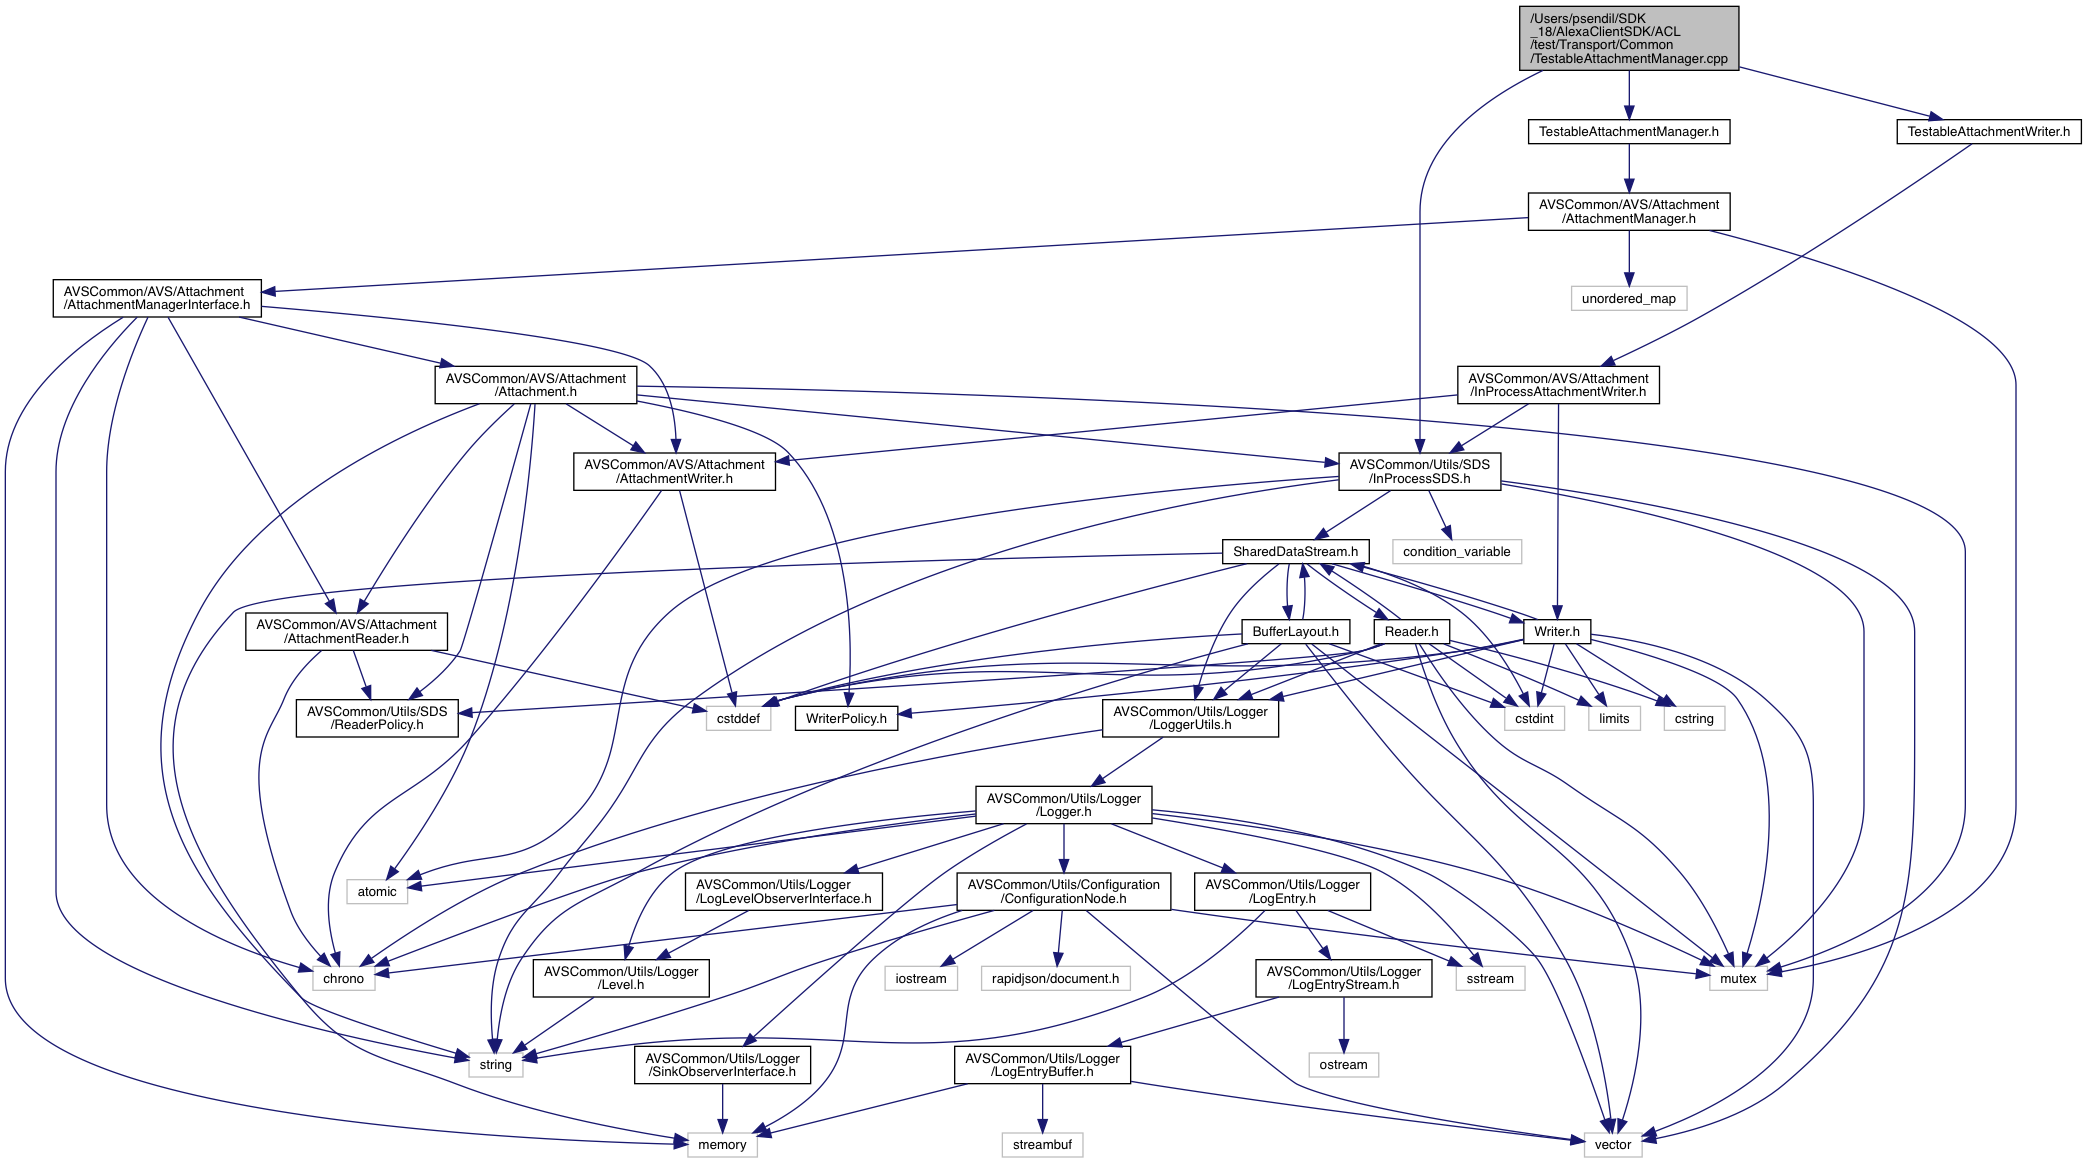 /Users/psendil/SDK
_18/AlexaClientSDK/ACL
/test/Transport/Common
/TestableAttachmentManager.cpp
TestableAttachmentManager.h
TestableAttachmentWriter.h
AVSCommon/AVS/Attachment
/AttachmentManager.h
AVSCommon/AVS/Attachment
/AttachmentManagerInterface.h
unordered_map
AVSCommon/AVS/Attachment
/Attachment.h
AVSCommon/AVS/Attachment
/InProcessAttachmentWriter.h
AVSCommon/AVS/Attachment
/AttachmentWriter.h
AVSCommon/Utils/SDS
/InProcessSDS.h
SharedDataStream.h
condition_variable
AVSCommon/AVS/Attachment
/AttachmentReader.h
BufferLayout.h
Reader.h
Writer.h
AVSCommon/Utils/SDS
/ReaderPolicy.h
cstddef
WriterPolicy.h
AVSCommon/Utils/Logger
/LoggerUtils.h
cstdint
limits
cstring
AVSCommon/Utils/Logger
/Logger.h
atomic
AVSCommon/Utils/Logger
/LogLevelObserverInterface.h
AVSCommon/Utils/Configuration
/ConfigurationNode.h
AVSCommon/Utils/Logger
/LogEntry.h
chrono
AVSCommon/Utils/Logger
/Level.h
iostream
rapidjson/document.h
AVSCommon/Utils/Logger
/LogEntryStream.h
sstream
mutex
string
AVSCommon/Utils/Logger
/SinkObserverInterface.h
AVSCommon/Utils/Logger
/LogEntryBuffer.h
ostream
memory
streambuf
vector